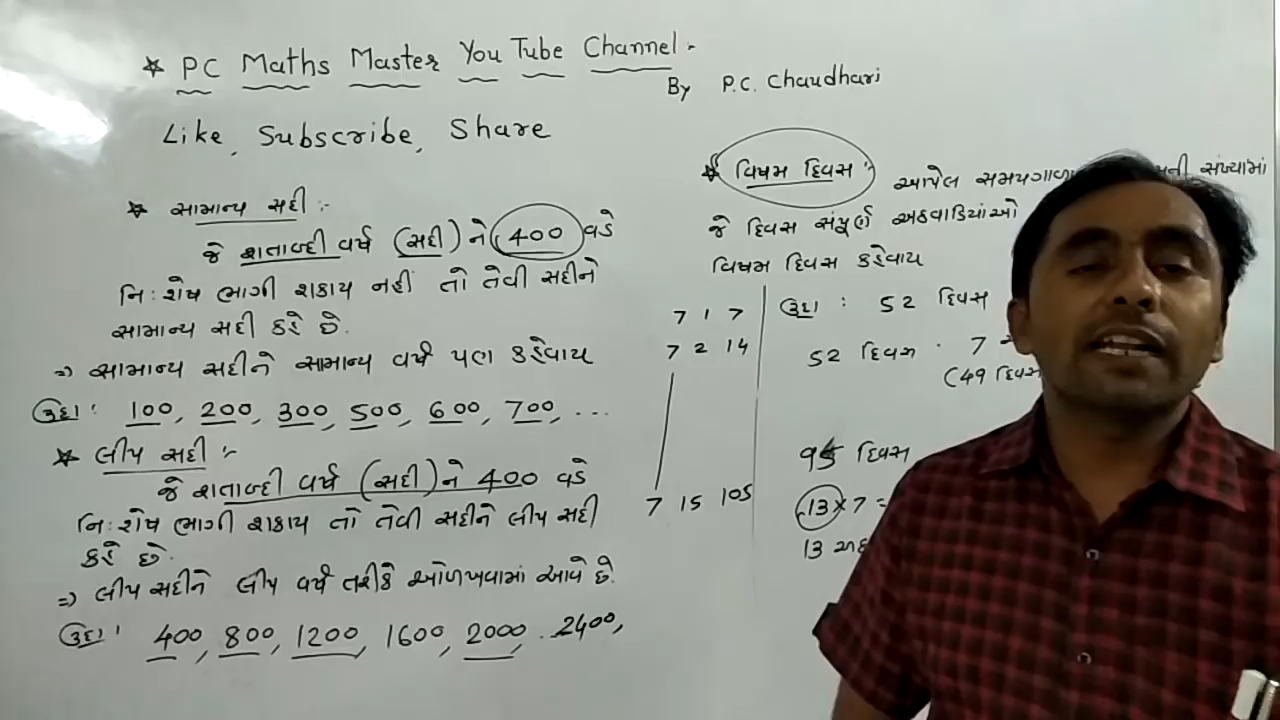 ★ PC Maths Master You Tube Channel :-
By P.C. Chaudhari
Like, Subscribe, Share
★ સામાન્ય સદી :-
જે શતાબ્દી વર્ષ (સદી) ને 400 વડે
નિઃશેષ ભાગી શકાય નહીં તો તેવી સદીને
સામાન્ય સદી કહે છે.
⇒ સામાન્ય સદીને સામાન્ય વર્ષ પણ કહેવાય
ઉદા: 100, 200, 300, 500, 600, 700, ...
★ લીપ સદી :-
જે શતાબ્દી વર્ષ (સદી) ને 400 વડે
નિઃશેષ ભાગી શકાય તો તેવી સદીને લીપ સદી
કહે છે.
⇒ લીપ સદીને લીપ વર્ષ તરીકે ઓળખવામાં આવે છે.
ઉદા: 400, 800, 1200, 1600, 2000, 2400,
★ વિષમ દિવસ :- આપેલ સંખ્યામાં
જે દિવસ સંપૂર્ણ અઠવાડિયાંઓ
વિષમ દિવસ કહેવાય
7 1 7
7 2 14
7 15 105
ઉદા : 52 દિવસ
52 દિવસ . 7
(49 દિવસ
95 દિવસ
13 × 7 =
13